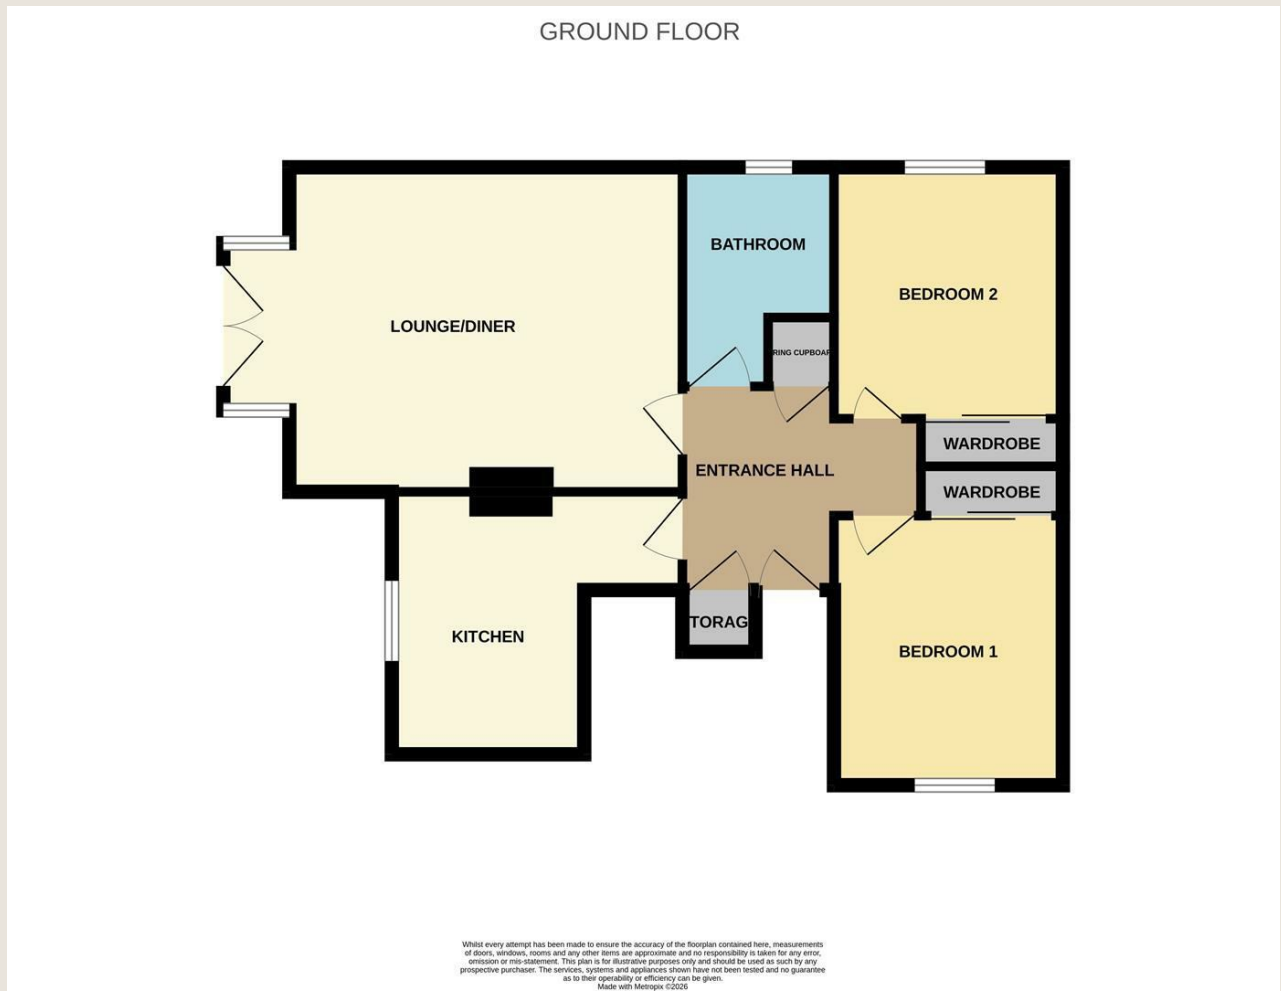 GROUND FLOOR
BATHROOM
BEDROOM 2
LOUNGE/DINER
RING CUPBOAR
WARDROBE
ENTRANCE HALL
WARDROBE
TORAG
KITCHEN
BEDROOM 1
Whilst every attempt has been made to ensure the accuracy of the floorplan contained here, measurements
of doors, windows, rooms and any other items are approximate and no responsibility is taken for any error,
omission or mis-statement. This plan is for illustrative purposes only and should be used as such by any
prospective purchaser. The services, systems and appliances shown have not been tested and no guarantee
as to their operability or efficiency can be given.
Made with Metropix ©2026